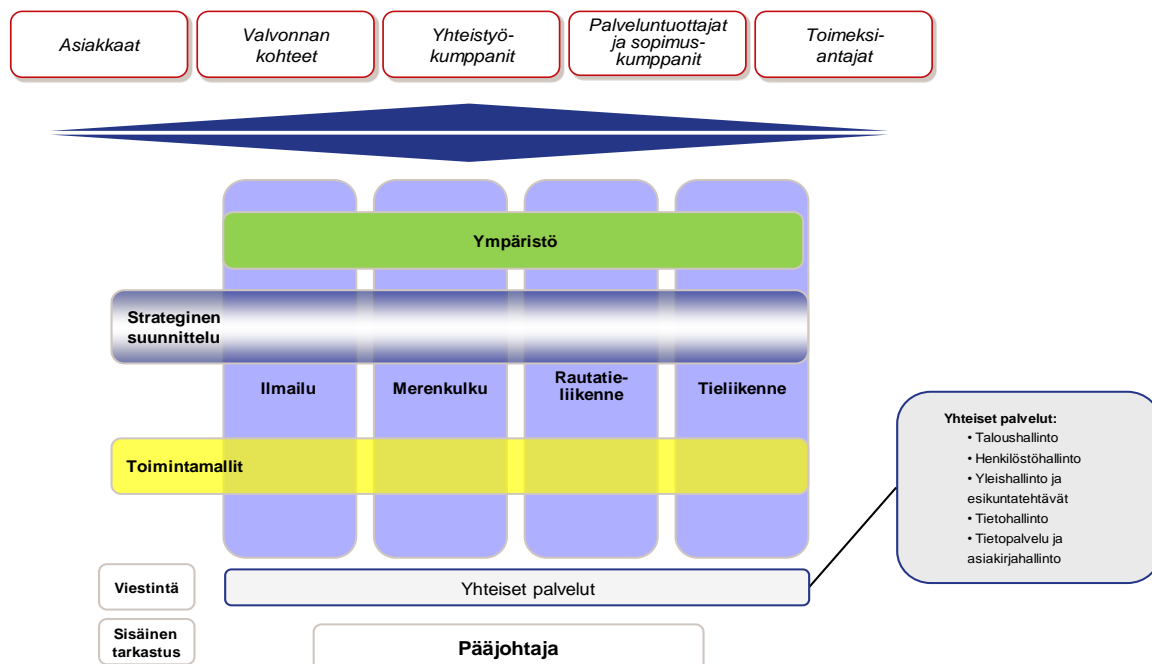 Asiakkaat
Valvonnan
kohteet
Yhteistyö-
kumppanit
Palveluntuottajat
ja sopimus-
kumppanit
Toimeksi-
antajat
Ympäristö
Strateginen
suunnittelu
Ilmailu
Merenkulku
Rautatie-
liikenne
Tieliikenne
Toimintamallit
Yhteiset palvelut:
• Taloushallinto
• Henkilöstöhallinto
• Yleishallinto ja
esikuntatehtävät
• Tietohallinto
• Tietopalvelu ja
asiakirjahallinto
Viestintä
Yhteiset palvelut
Sisäinen
tarkastus
Pääjohtaja